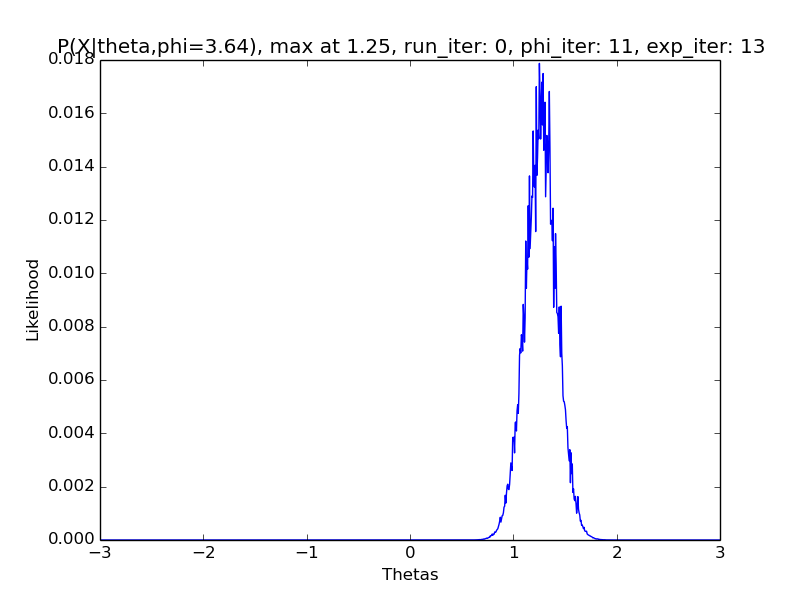 P(X|theta,phi=3.64), max at 1.25, run_iter: 0, phi_iter: 11, exp_iter: 13
0.018
0.016
0.014
0.012
0.010
0.008
0.006
0.004
0.002
0.000
Likelihood
−3 −2 −1 0 1 2 3
Thetas